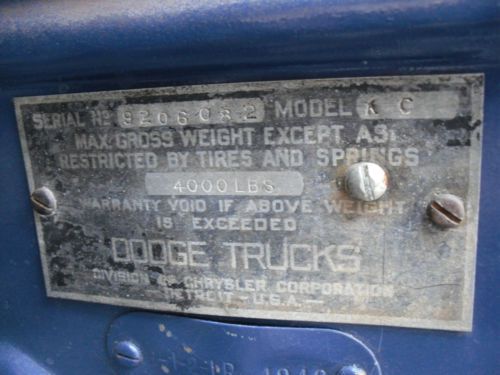 SERIAL No 9206082 MODEL K C
MAX. GROSS WEIGHT EXCEPT AS
RESTRICTED BY TIRES AND SPRINGS
4000 LBS
WARRANTY VOID IF ABOVE WEIGHT
IS EXCEEDED
DODGE TRUCKS
DIVISION OF CHRYSLER CORPORATION
DETROIT - U.S.A.